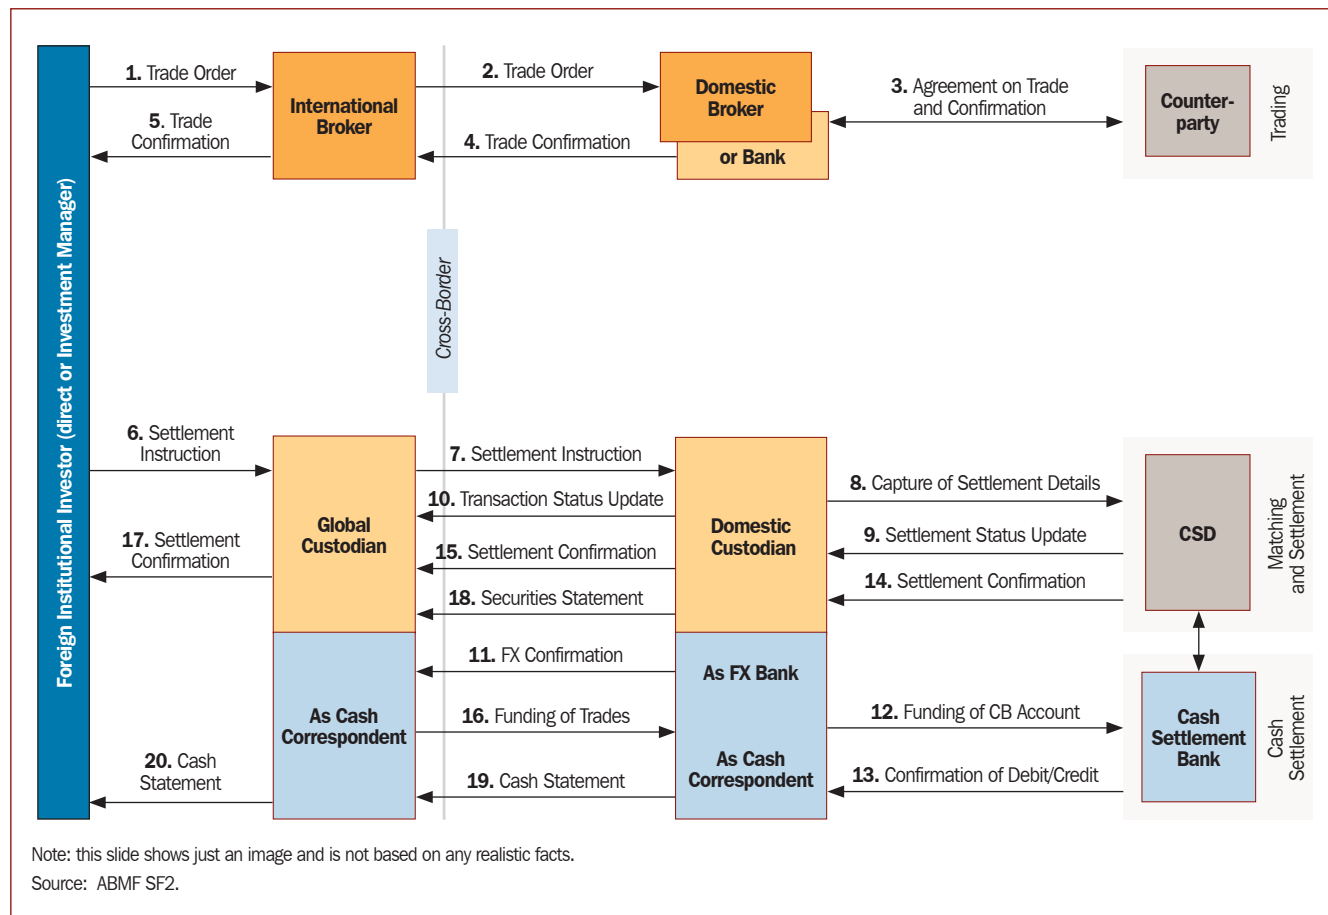 Foreign Institutional Investor (direct or Investment Manager)
1. Trade Order
5. Trade
Confirmation
International
Broker
2. Trade Order
4. Trade Confirmation
Domestic
Broker
or Bank
3. Agreement on Trade
and Confirmation
Counter-
party
Trading
Cross-Border
6. Settlement
Instruction
17. Settlement
Confirmation
Global
Custodian
7. Settlement Instruction
10. Transaction Status Update
15. Settlement Confirmation
18. Securities Statement
Domestic
Custodian
8. Capture of Settlement Details
9. Settlement Status Update
14. Settlement Confirmation
CSD
Matching
and Settlement
20. Cash
Statement
As Cash
Correspondent
11. FX Confirmation
16. Funding of Trades
19. Cash Statement
As FX Bank
As Cash
Correspondent
12. Funding of CB Account
13. Confirmation of Debit/Credit
Cash
Settlement
Bank
Cash
Settlement
Note: this slide shows just an image and is not based on any realistic facts.
Source: ABMF SF2.